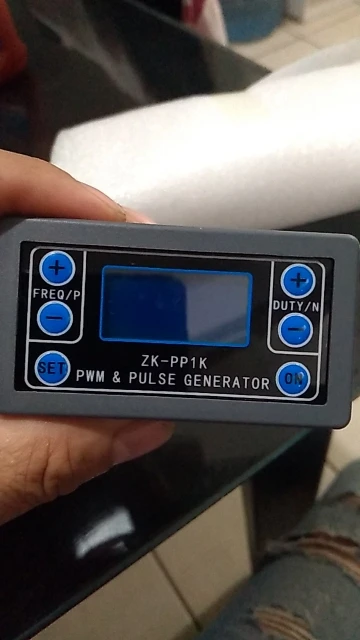 + +
FREQ/P DUTY/N
- -
SET ZK-PP1K ON
PWM & PULSE GENERATOR